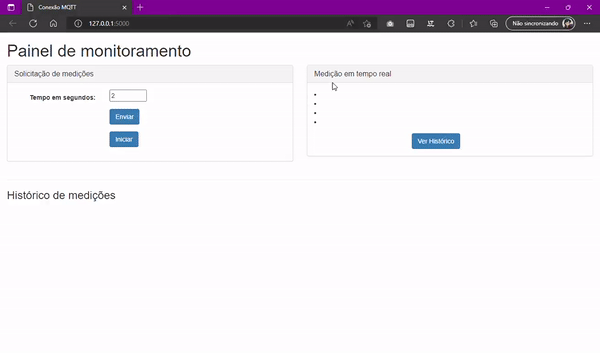 Conexão MQTT
127.0.0.1:5000
Não sincronizando
Painel de monitoramento
Solicitação de medições
Tempo em segundos:
2
Enviar
Iniciar
Medição em tempo real
Ver Histórico
Histórico de medições